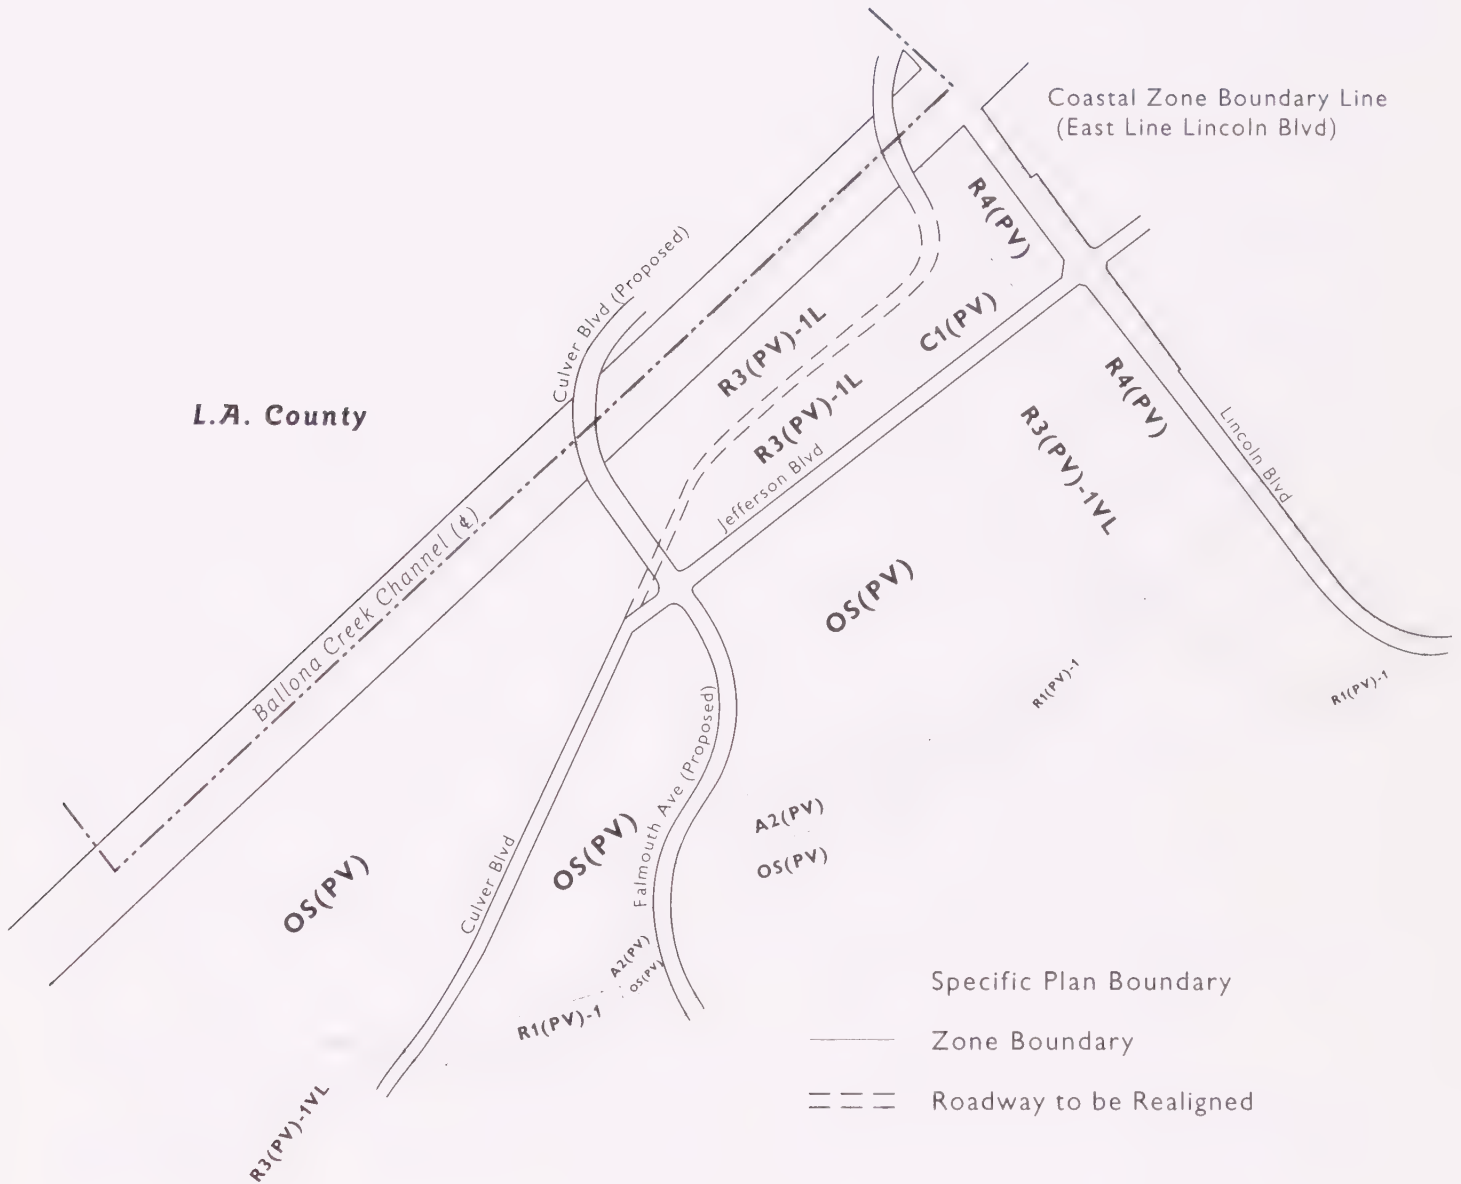 Coastal Zone Boundary Line
(East Line Lincoln Blvd)
R4(PV)
Culver Blvd (Proposed)
R3(PV)-1L
C1(PV)
R3(PV)-1L
Jefferson Blvd
R4(PV)
Lincoln Blvd
R3(PV)-1VL
L.A. County
Ballona Creek Channel (℄)
OS(PV)
R1(PV)-1
R1(PV)-1
Falmouth Ave (Proposed)
A2(PV)
OS(PV)
OS(PV)
Culver Blvd
OS(PV)
A2(PV)
OS(PV)
R1(PV)-1
R3(PV)-1VL
Specific Plan Boundary
Zone Boundary
Roadway to be Realigned